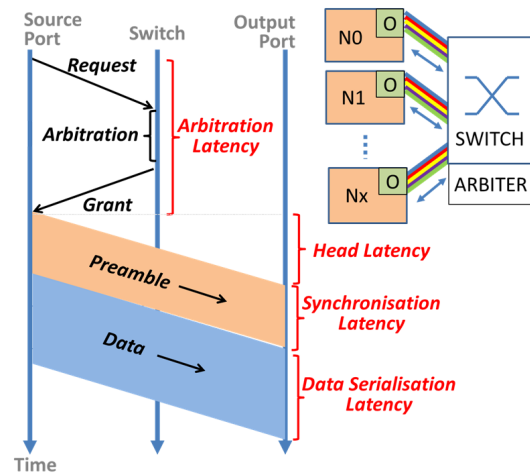 Source
Port
Switch
Output
Port
Request
Arbitration
Arbitration
Latency
Grant
Head Latency
Preamble
Synchronisation
Latency
Data
Data Serialisation
Latency
Time
N0
O
N1
O
Nx
O
SWITCH
ARBITER